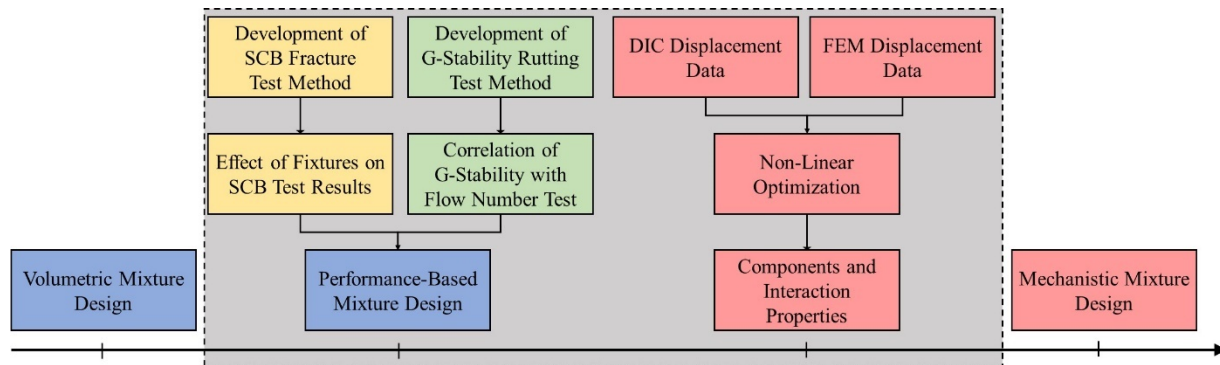 Development of
SCB Fracture
Test Method
Development of
G-Stability Rutting
Test Method
DIC Displacement
Data
FEM Displacement
Data
Effect of Fixtures on
SCB Test Results
Correlation of
G-Stability with
Flow Number Test
Non-Linear
Optimization
Volumetric Mixture
Design
Performance-Based
Mixture Design
Components and
Interaction
Properties
Mechanistic Mixture
Design